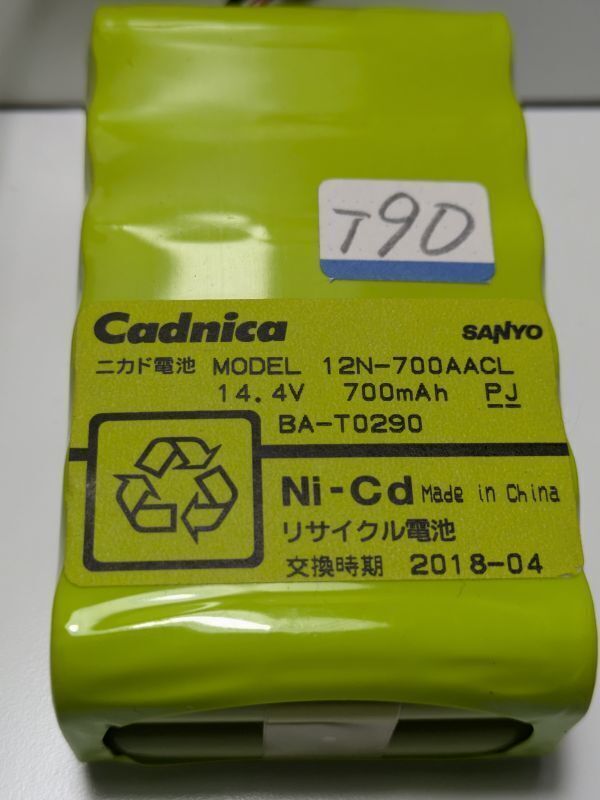 T90
Cadnica SANYO
ニカド電池 MODEL 12N-700AACL
14.4V 700mAh PJ
BA-T0290
Ni-Cd Made in China
リサイクル電池
交換時期 2018-04